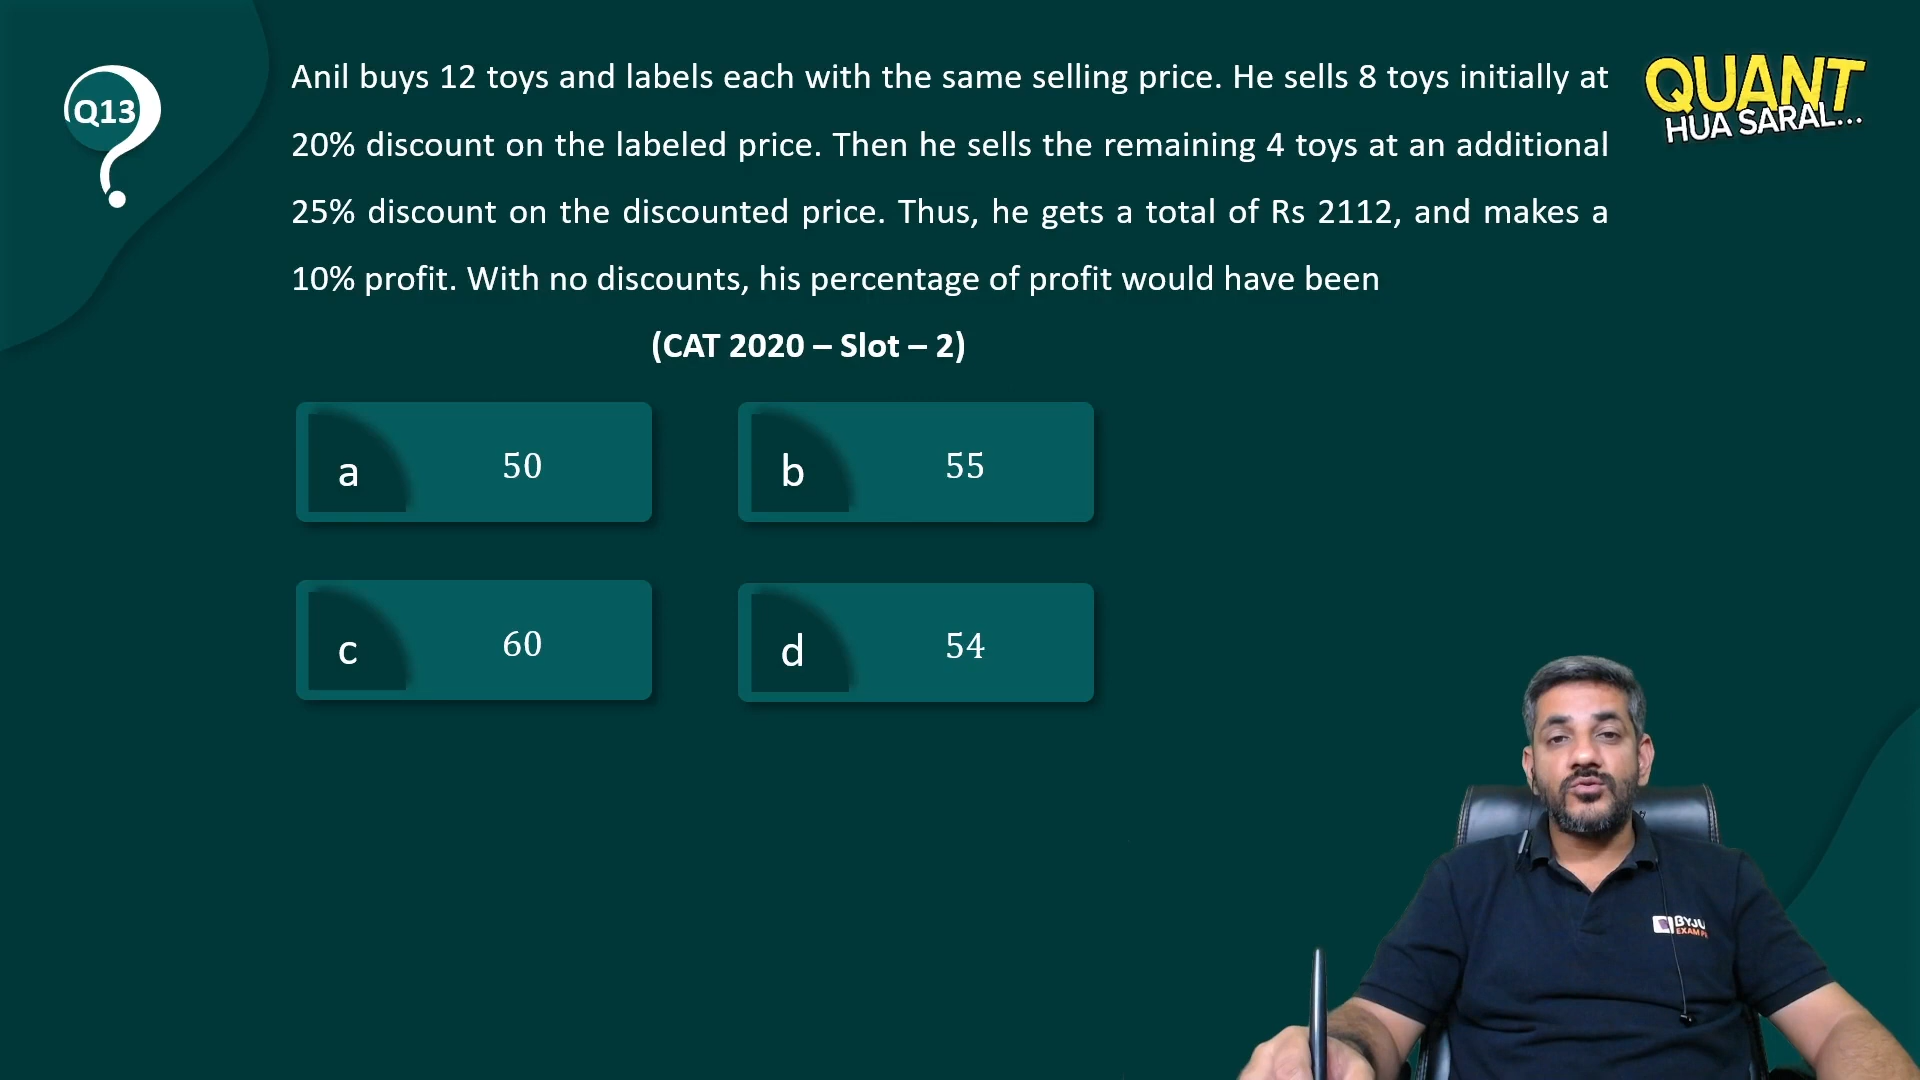 Q13
Anil buys 12 toys and labels each with the same selling price. He sells 8 toys initially at
20% discount on the labeled price. Then he sells the remaining 4 toys at an additional
25% discount on the discounted price. Thus, he gets a total of Rs 2112, and makes a
10% profit. With no discounts, his percentage of profit would have been
(CAT 2020 – Slot – 2)
QUANT
HUA SARAL...
a 50
b 55
c 60
d 54
BYJU
EXAM P